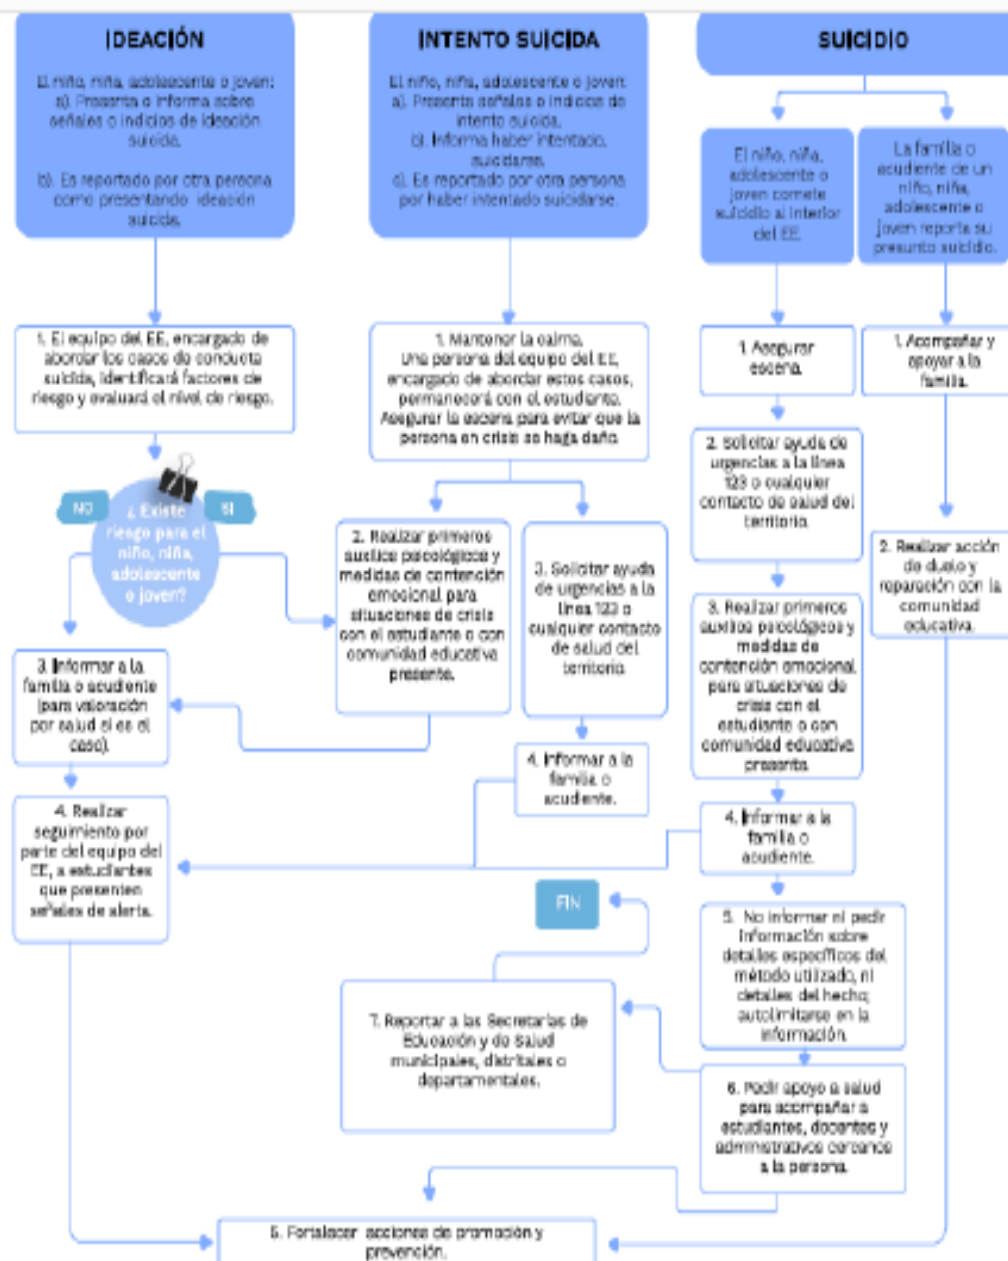 IDEACIÓN
El niño, niña, adolescente o joven:
a). Presenta o informa sobre
señales o indicios de ideación
suicida.
b). Es reportado por otra persona
como presentando ideación
suicida.
1. El equipo del EE, encargado de
abordar los casos de conducta
suicida, identificará factores de
riesgo y evaluará el nivel de riesgo.
NO
SI
¿Existe
riesgo para el
niño, niña,
adolescente
o joven?
3. Informar a la
familia o acudiente
(para valoración
por salud si es el
caso).
4. Realizar
seguimiento por
parte del equipo del
EE, a estudiantes
que presenten
señales de alerta.
INTENTO SUICIDA
El niño, niña, adolescente o joven:
a). Presenta señales o indicios de
intento suicida.
b). Informa haber intentado
suicidarse.
c). Es reportado por otra persona
por haber intentado suicidarse.
1. Mantener la calma.
Una persona del equipo del EE,
encargado de abordar estos casos,
permanecerá con el estudiante.
Asegurar la escena para evitar que la
persona en crisis se haga daño
2. Realizar primeros
auxilios psicológicos y
medidas de contención
emocional para
situaciones de crisis
con el estudiante o con
comunidad educativa
presente.
3. Solicitar ayuda
de urgencias a la
línea 123 o
cualquier contacto
de salud del
territorio
4. Informar a la
familia o
acudiente.
SUICIDIO
El niño, niña,
adolescente o
joven comete
suicidio al interior
del EE.
La familia o
acudiente de un
niño, niña,
adolescente o
joven reporta su
presunto suicidio.
1. Asegurar
escena.
1. Acompañar y
apoyar a la
familia.
2. Solicitar ayuda de
urgencias a la línea
123 o cualquier
contacto de salud del
territorio.
2. Realizar acción
de duelo y
reparación con la
comunidad
educativa.
3. Realizar primeros
auxilios psicológicos y
medidas de
contención emocional
para situaciones de
crisis con el
estudiante o con
comunidad educativa
presente
4. Informar a la
familia o
acudiente.
5. No informar ni pedir
información sobre
detalles específicos del
método utilizado, ni
detalles del hecho;
autolimitarse en la
información.
6. Pedir apoyo a salud
para acompañar a
estudiantes, docentes y
administrativos cercanos
a la persona.
FIN
7. Reportar a las Secretarías de
Educación y de Salud
municipales, distritales o
departamentales.
5. Fortalecer acciones de promoción y
prevención.